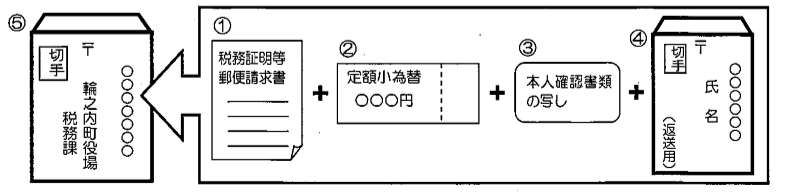 ⑤
切手
〒
〇〇〇〇〇〇〇
輪之内町役場
税務課
①
税務証明等
郵便請求書
+
②
定額小為替
〇〇〇円
+
③
本人確認書類
の写し
+
④
切手
〒
〇〇〇〇〇〇
氏名
(返送用)